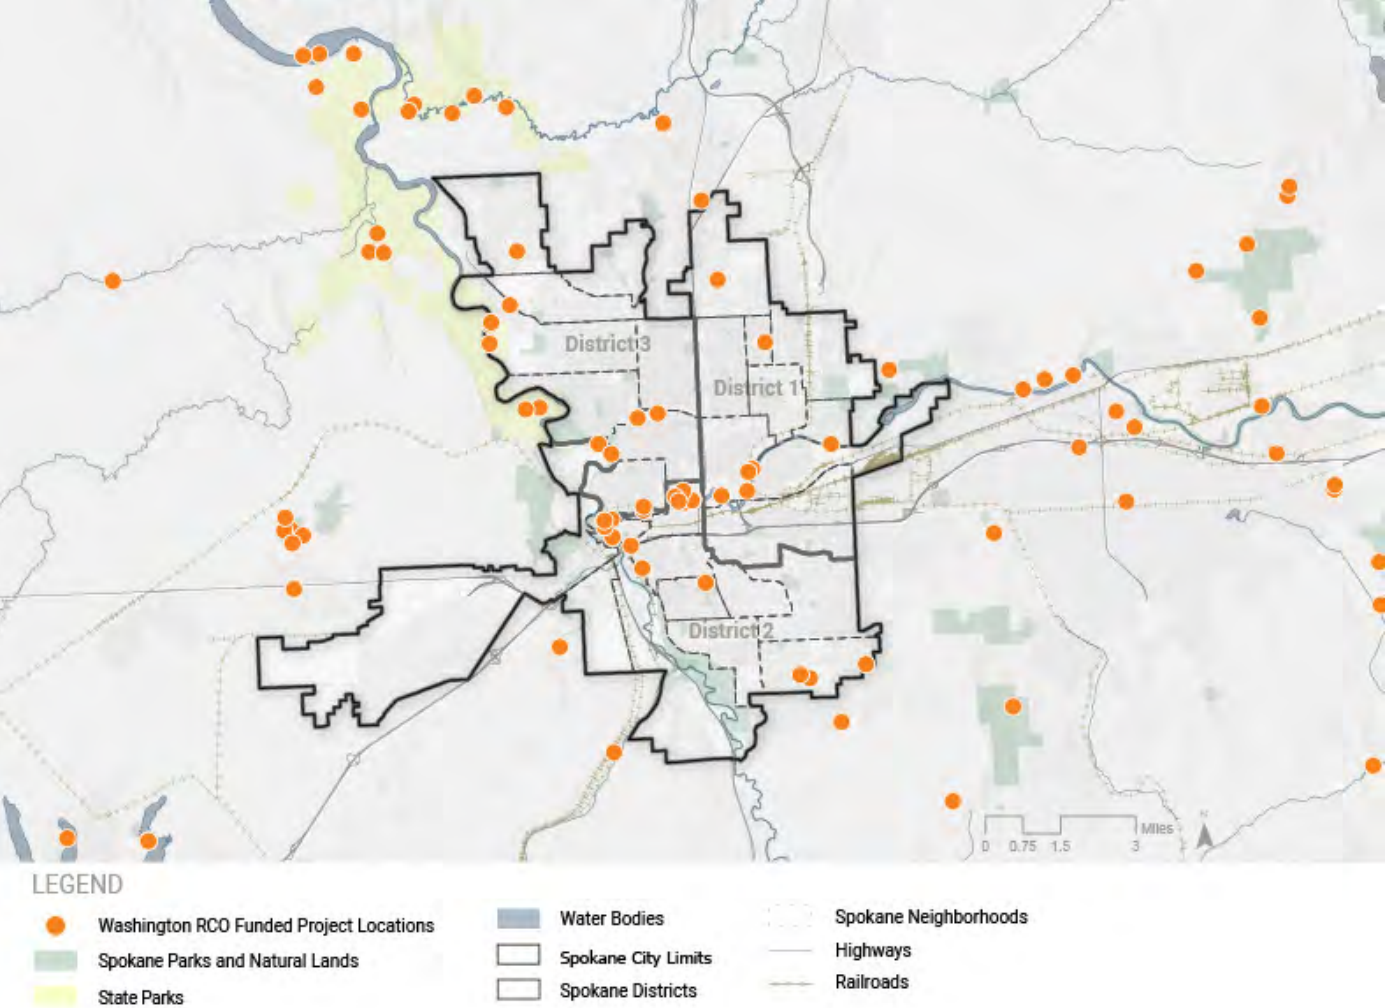 District 3
District 1
District 2
Miles
N
0 0.75 1.5 3
LEGEND
Washington RCO Funded Project Locations
Spokane Parks and Natural Lands
State Parks
Water Bodies
Spokane City Limits
Spokane Districts
Spokane Neighborhoods
Highways
Railroads